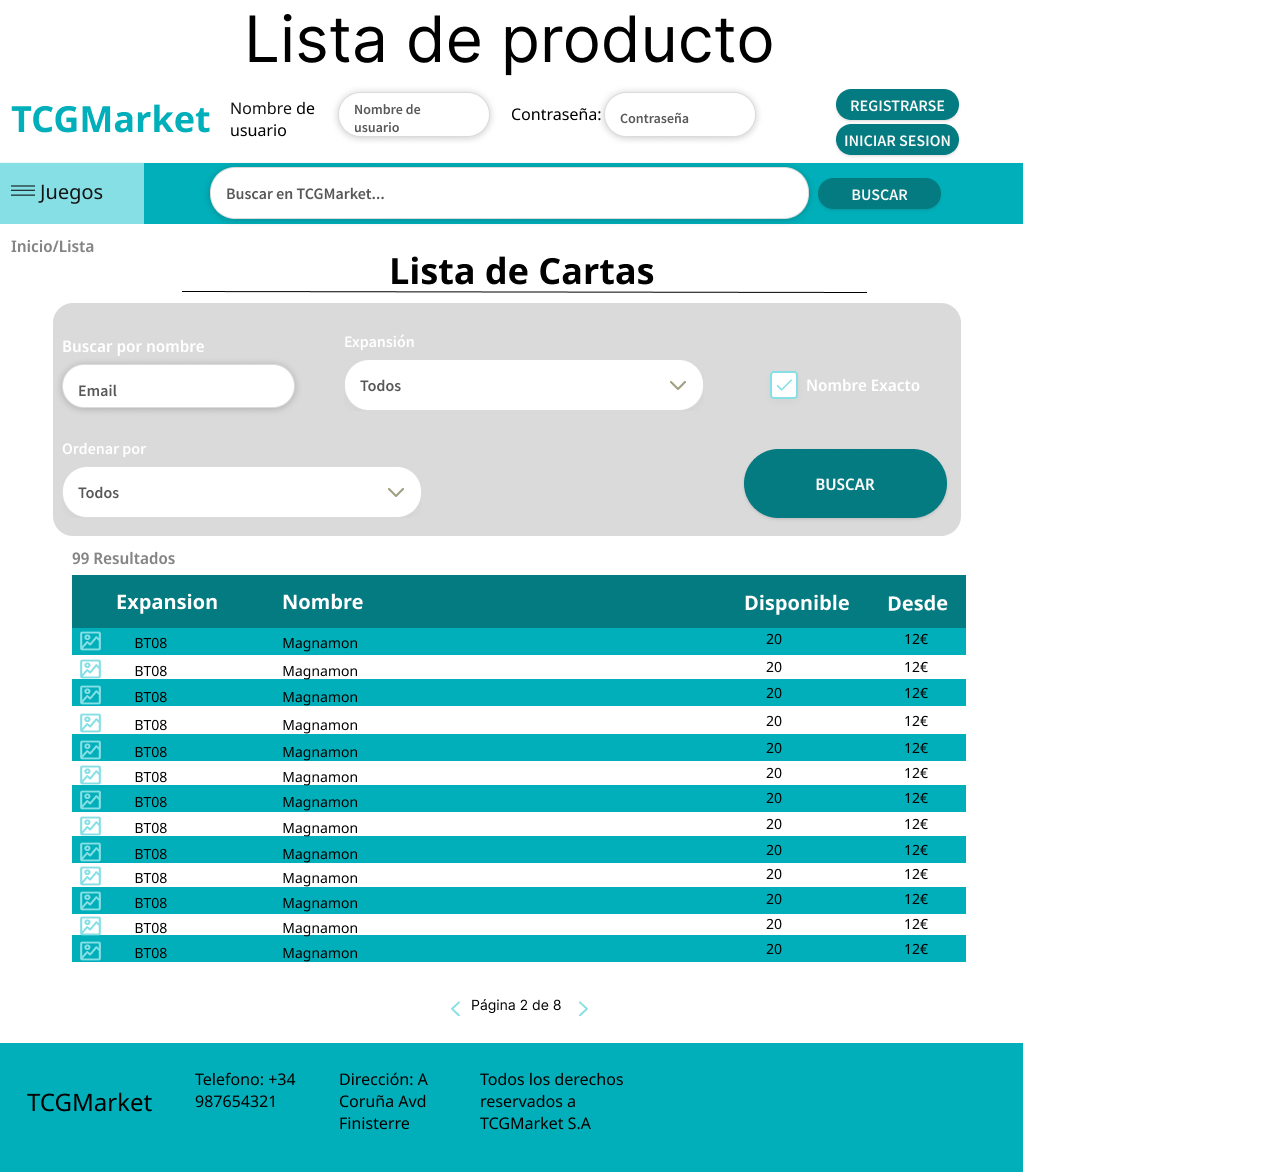 Lista de producto
TCGMarket
Nombre de
usuario
Nombre de
usuario
Contraseña:
Contraseña
REGISTRARSE
INICIAR SESION
Juegos
Buscar en TCGMarket...
BUSCAR
Inicio/Lista
Lista de Cartas
Buscar por nombre
Email
Expansión
Todos
Nombre Exacto
Ordenar por
Todos
BUSCAR
99 Resultados
Expansion Nombre Disponible Desde
BT08 Magnamon 20 12€
BT08 Magnamon 20 12€
BT08 Magnamon 20 12€
BT08 Magnamon 20 12€
BT08 Magnamon 20 12€
BT08 Magnamon 20 12€
BT08 Magnamon 20 12€
BT08 Magnamon 20 12€
BT08 Magnamon 20 12€
BT08 Magnamon 20 12€
BT08 Magnamon 20 12€
BT08 Magnamon 20 12€
BT08 Magnamon 20 12€
Página 2 de 8
TCGMarket
Telefono: +34
987654321
Dirección: A
Coruña Avd
Finisterre
Todos los derechos
reservados a
TCGMarket S.A